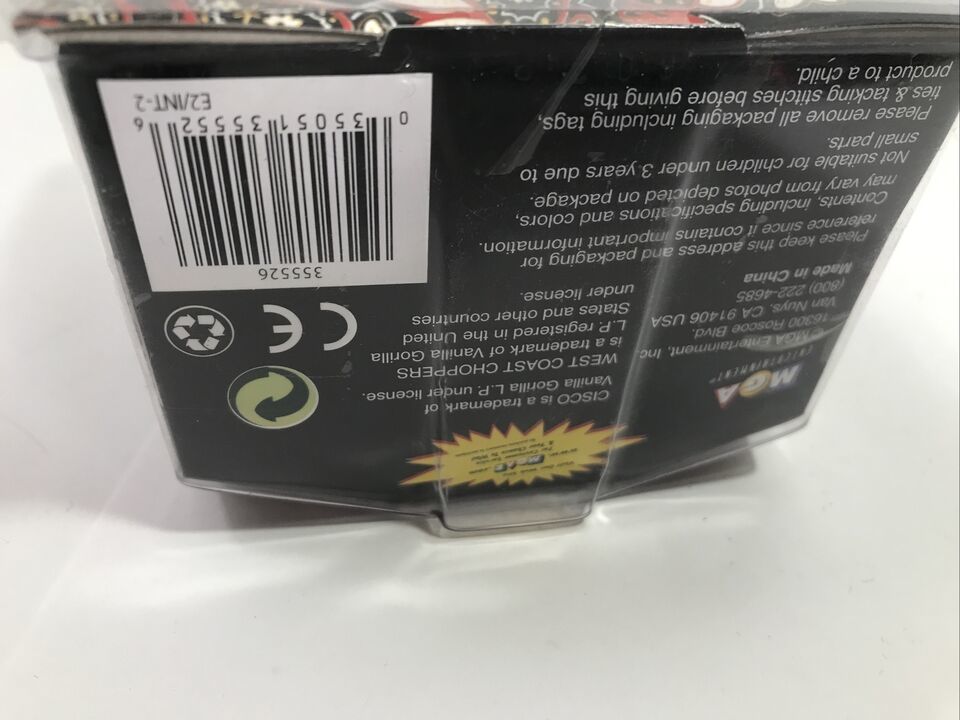 MGA
ENTERTAINMENT™
©MGA Entertainment, Inc.
16300 Roscoe Blvd.
Van Nuys, CA 91406 USA
(800) 222-4685
Made in China
Please keep this address and packaging for
reference since it contains important information.
Contents, including specifications and colors,
may vary from photos depicted on package.
Not suitable for children under 3 years due to
small parts.
Please remove all packaging including tags,
ties & tacking stitches before giving this
product to a child.
CISCO is a trademark of
Vanilla Gorilla L.P. under license.
WEST COAST CHOPPERS
is a trademark of Vanilla Gorilla
L.P. registered in the United
States and other countries
under license.
CE
355526
0 35051 35552 6
E2/INT-2